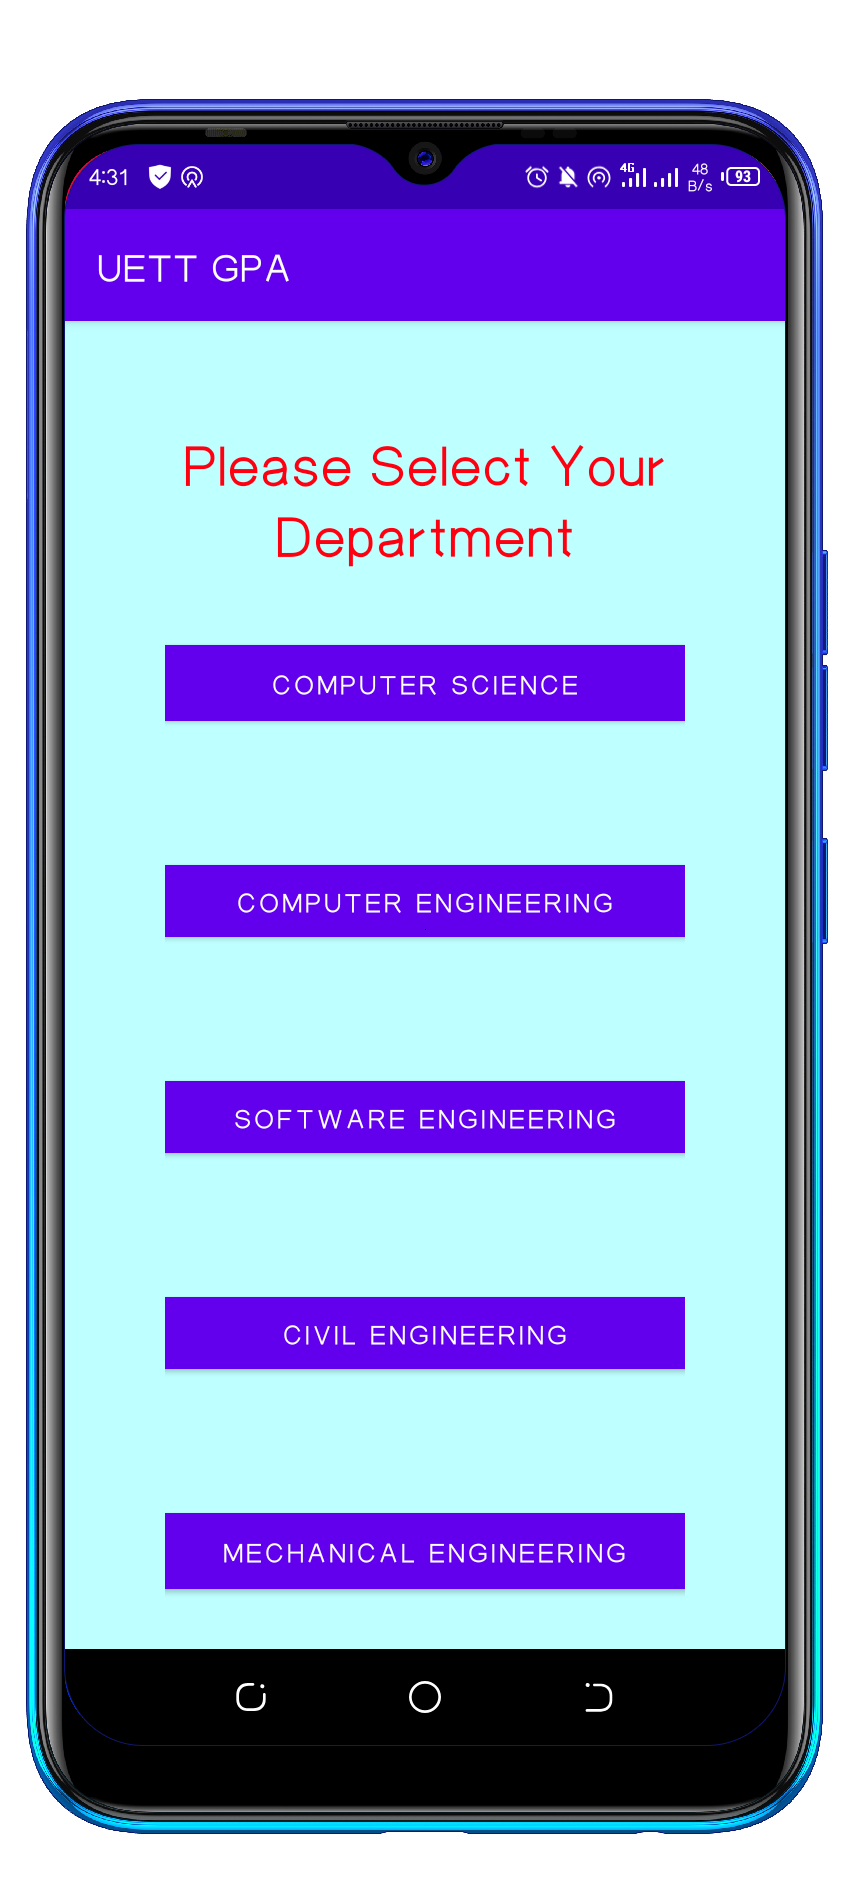 4:31 4G 48 B/s 93
UETT GPA
Please Select Your
Department
COMPUTER SCIENCE
COMPUTER ENGINEERING
SOFTWARE ENGINEERING
CIVIL ENGINEERING
MECHANICAL ENGINEERING